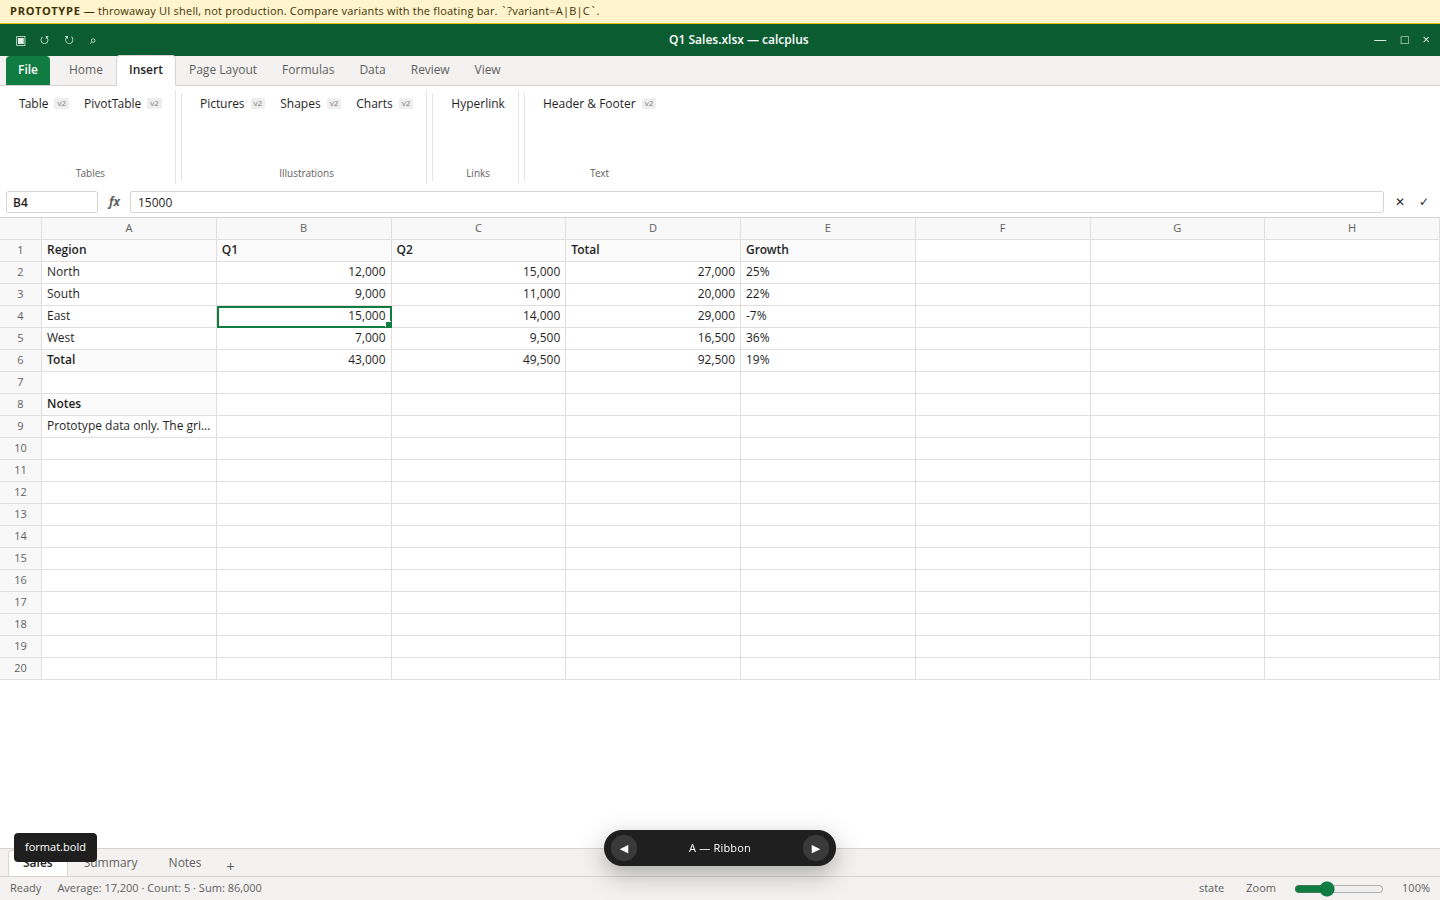 PROTOTYPE — throwaway UI shell, not production. Compare variants with the floating bar. `?variant=A|B|C`.
Q1 Sales.xlsx — calcplus
File Home Insert Page Layout Formulas Data Review View
Table v2 PivotTable v2 Pictures v2 Shapes v2 Charts v2 Hyperlink Header & Footer v2
Tables Illustrations Links Text
B4 fx 15000
A B C D E F G H
1 Region Q1 Q2 Total Growth
2 North 12,000 15,000 27,000 25%
3 South 9,000 11,000 20,000 22%
4 East 15,000 14,000 29,000 -7%
5 West 7,000 9,500 16,500 36%
6 Total 43,000 49,500 92,500 19%
7
8 Notes
9 Prototype data only. The gri...
10
11
12
13
14
15
16
17
18
19
20
format.bold
A — Ribbon
Sales Summary Notes +
Ready Average: 17,200 · Count: 5 · Sum: 86,000 state Zoom 100%